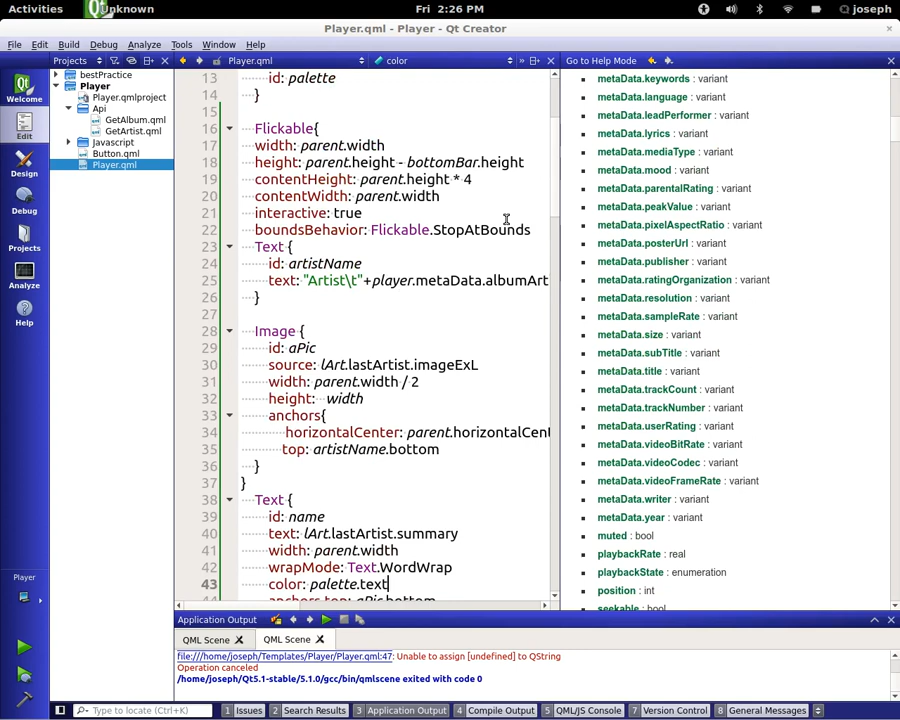 Activities
Unknown
Fri 2:26 PM
joseph
Player.qml - Player - Qt Creator
File Edit Build Debug Analyze Tools Window Help
Projects
Player.qml
color
Go to Help Mode
Welcome
Edit
Design
Debug
Projects
Analyze
Help
Player
bestPractice
Player
Player.qmlproject
Api
GetAlbum.qml
GetArtist.qml
Javascript
Button.qml
Player.qml
13 id: palette
14 }
15
16 Flickable{
17 width: parent.width
18 height: parent.height - bottomBar.height
19 contentHeight: parent.height * 4
20 contentWidth: parent.width
21 interactive: true
22 boundsBehavior: Flickable.StopAtBounds
23 Text {
24 id: artistName
25 text: "Artist\t"+player.metaData.albumArt
26 }
27
28 Image {
29 id: aPic
30 source: lArt.lastArtist.imageExL
31 width: parent.width / 2
32 height: width
33 anchors{
34 horizontalCenter: parent.horizontalCent
35 top: artistName.bottom
36 }
37 }
38 Text {
39 id: name
40 text: lArt.lastArtist.summary
41 width: parent.width
42 wrapMode: Text.WordWrap
43 color: palette.text
44 anchors.top: aPic.bottom
metaData.keywords : variant
metaData.language : variant
metaData.leadPerformer : variant
metaData.lyrics : variant
metaData.mediaType : variant
metaData.mood : variant
metaData.parentalRating : variant
metaData.peakValue : variant
metaData.pixelAspectRatio : variant
metaData.posterUrl : variant
metaData.publisher : variant
metaData.ratingOrganization : variant
metaData.resolution : variant
metaData.sampleRate : variant
metaData.size : variant
metaData.subTitle : variant
metaData.title : variant
metaData.trackCount : variant
metaData.trackNumber : variant
metaData.userRating : variant
metaData.videoBitRate : variant
metaData.videoCodec : variant
metaData.videoFrameRate : variant
metaData.writer : variant
metaData.year : variant
muted : bool
playbackRate : real
playbackState : enumeration
position : int
seekable : bool
Application Output
QML Scene
QML Scene
file:///home/joseph/Templates/Player/Player.qml:47: Unable to assign [undefined] to QString
Operation canceled
/home/joseph/Qt5.1-stable/5.1.0/gcc/bin/qmlscene exited with code 0
Type to locate (Ctrl+K)
1 Issues
2 Search Results
3 Application Output
4 Compile Output
5 QML/JS Console
7 Version Control
8 General Messages